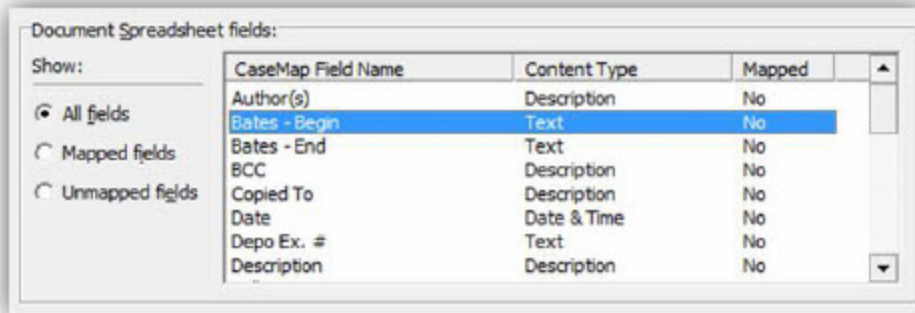 Document Spreadsheet fields:
Show:
All fields
Mapped fields
Unmapped fields
CaseMap Field Name Content Type Mapped
Author(s) Description No
Bates - Begin Text No
Bates - End Text No
BCC Description No
Copied To Description No
Date Date & Time No
Depo Ex. # Text No
Description Description No